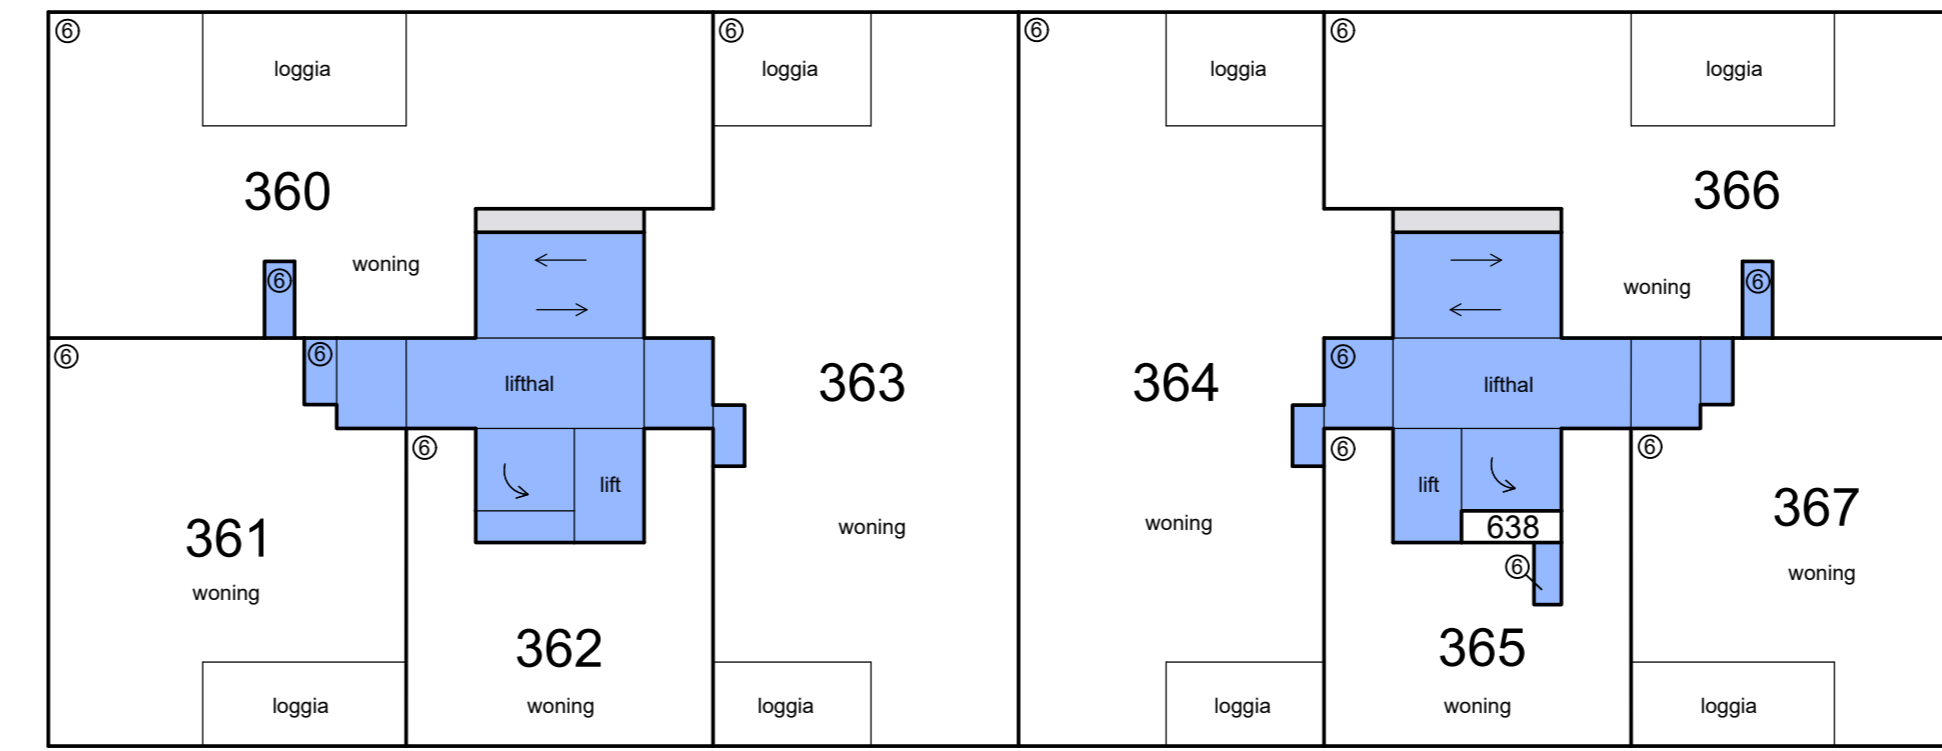 ⑥ ⑥ ⑥ ⑥
loggia loggia loggia loggia
360 366
woning woning
⑥ ⑥
⑥ ⑥ ⑥
lifthal 363 364 lifthal
⑥ ⑥ ⑥
lift lift
361 woning woning 638 367
woning ⑥ woning
362 365
loggia woning loggia loggia woning loggia